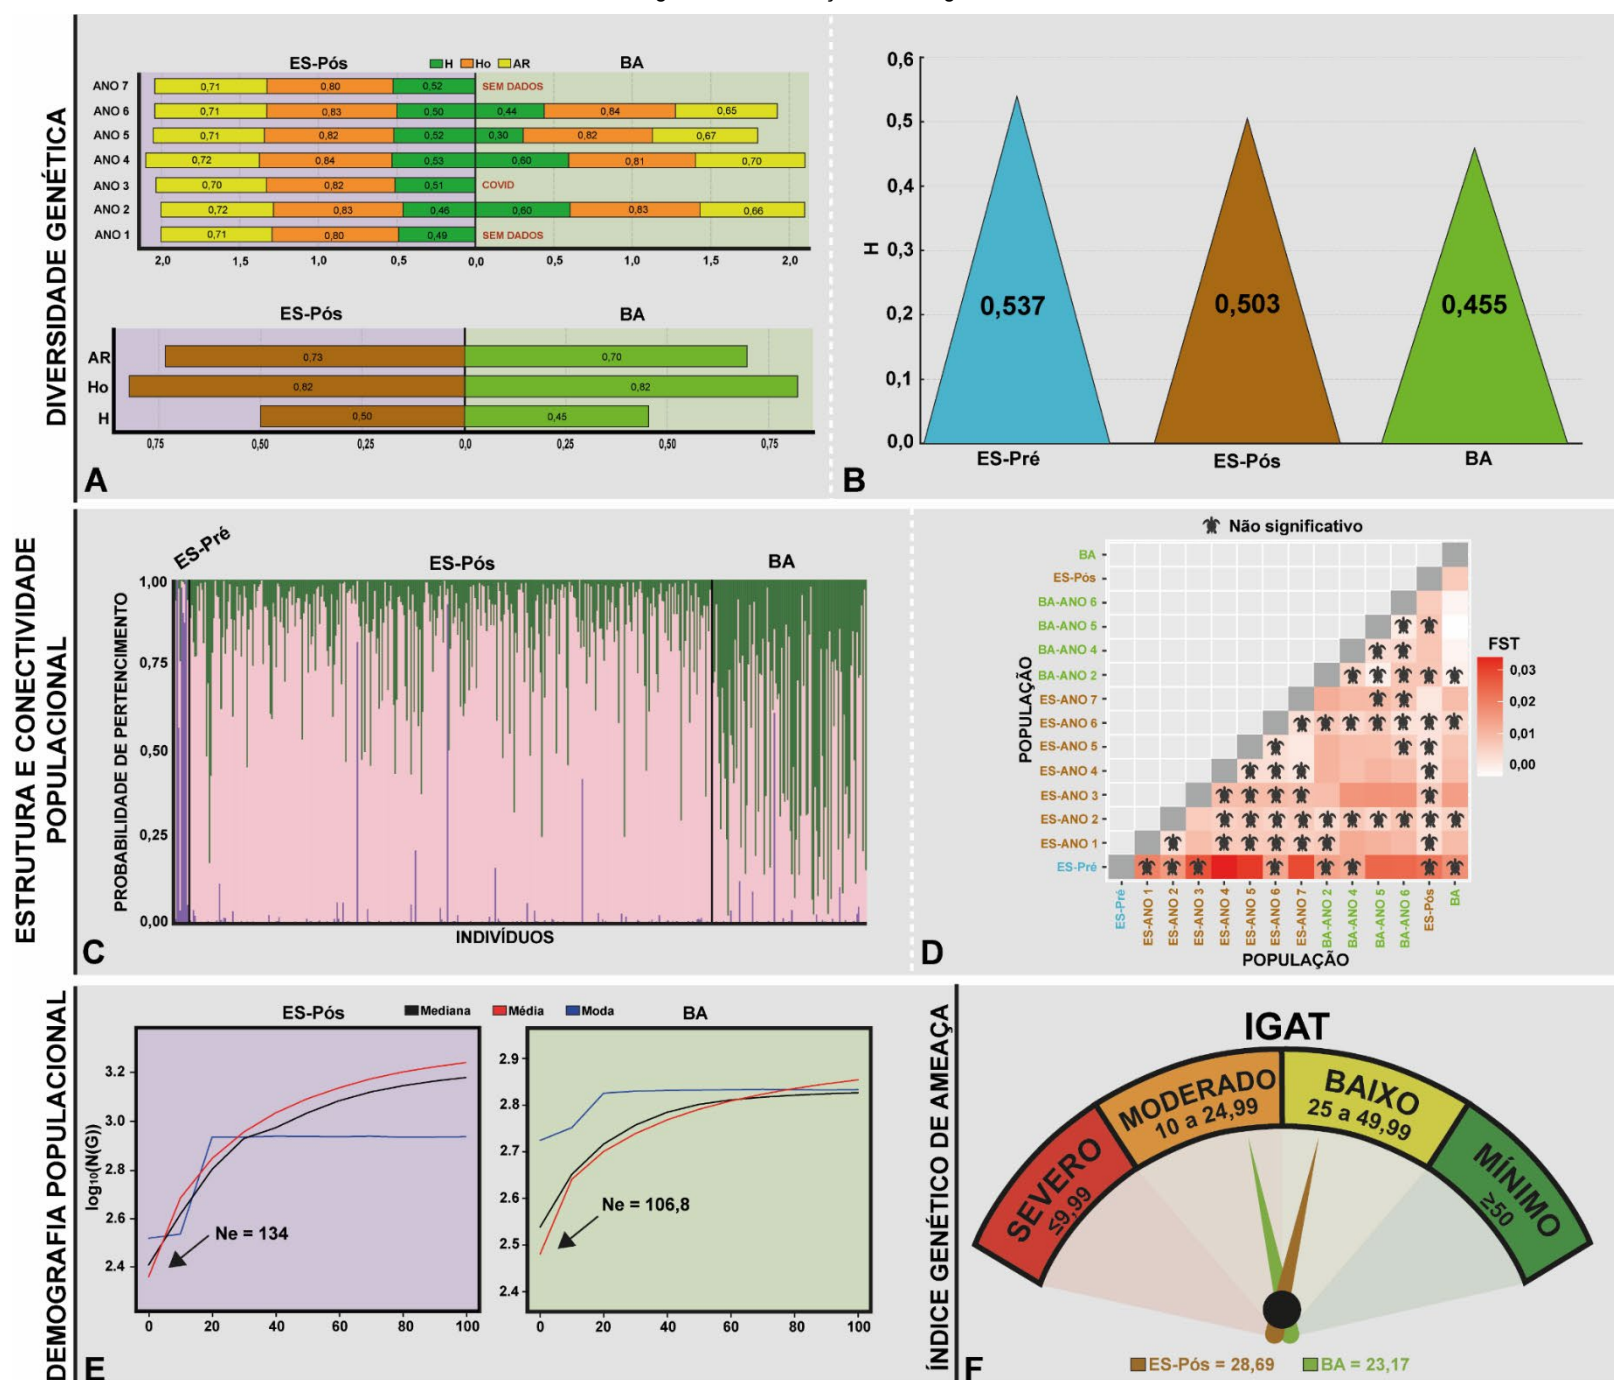 DIVERSIDADE GENÉTICA
ES-Pós
H
Ho
AR
BA
ANO 7
0,71
0,80
0,52
SEM DADOS
ANO 6
0,71
0,83
0,50
0,44
0,84
0,65
ANO 5
0,71
0,82
0,52
0,30
0,82
0,67
ANO 4
0,72
0,84
0,53
0,60
0,81
0,70
ANO 3
0,70
0,82
0,51
COVID
ANO 2
0,72
0,83
0,46
0,60
0,83
0,66
ANO 1
0,71
0,80
0,49
SEM DADOS
2,0
1,5
1,0
0,5
0,0
0,5
1,0
1,5
2,0
ES-Pós
BA
AR
0,73
0,70
Ho
0,82
0,82
H
0,50
0,45
0,75
0,50
0,25
0,0
0,25
0,50
0,75
A
0,6
0,5
0,4
0,3
0,2
0,1
0,0
H
0,537
0,503
0,455
ES-Pré
ES-Pós
BA
B
ESTRUTURA E CONECTIVIDADE
POPULACIONAL
ES-Pré
ES-Pós
BA
PROBABILIDADE DE PERTENCIMENTO
1,00
0,75
0,50
0,25
0,00
INDIVÍDUOS
C
Não significativo
POPULAÇÃO
BA
ES-Pós
BA-ANO 6
BA-ANO 5
BA-ANO 4
BA-ANO 2
ES-ANO 7
ES-ANO 6
ES-ANO 5
ES-ANO 4
ES-ANO 3
ES-ANO 2
ES-ANO 1
ES-Pré
FST
0,03
0,02
0,01
0,00
ES-Pré
ES-ANO 1
ES-ANO 2
ES-ANO 3
ES-ANO 4
ES-ANO 5
ES-ANO 6
ES-ANO 7
BA-ANO 2
BA-ANO 4
BA-ANO 5
BA-ANO 6
ES-Pós
BA
POPULAÇÃO
D
DEMOGRAFIA POPULACIONAL
ES-Pós
Mediana
Média
Moda
BA
log₁₀(N(G))
3.2
3.0
2.8
2.6
2.4
Ne = 134
0
20
40
60
80
100
2.9
2.8
2.7
2.6
2.5
2.4
Ne = 106,8
0
20
40
60
80
100
E
ÍNDICE GENÉTICO DE AMEAÇA
IGAT
SEVERO
≤9,99
MODERADO
10 a 24,99
BAIXO
25 a 49,99
MÍNIMO
≥50
ES-Pós = 28,69
BA = 23,17
F